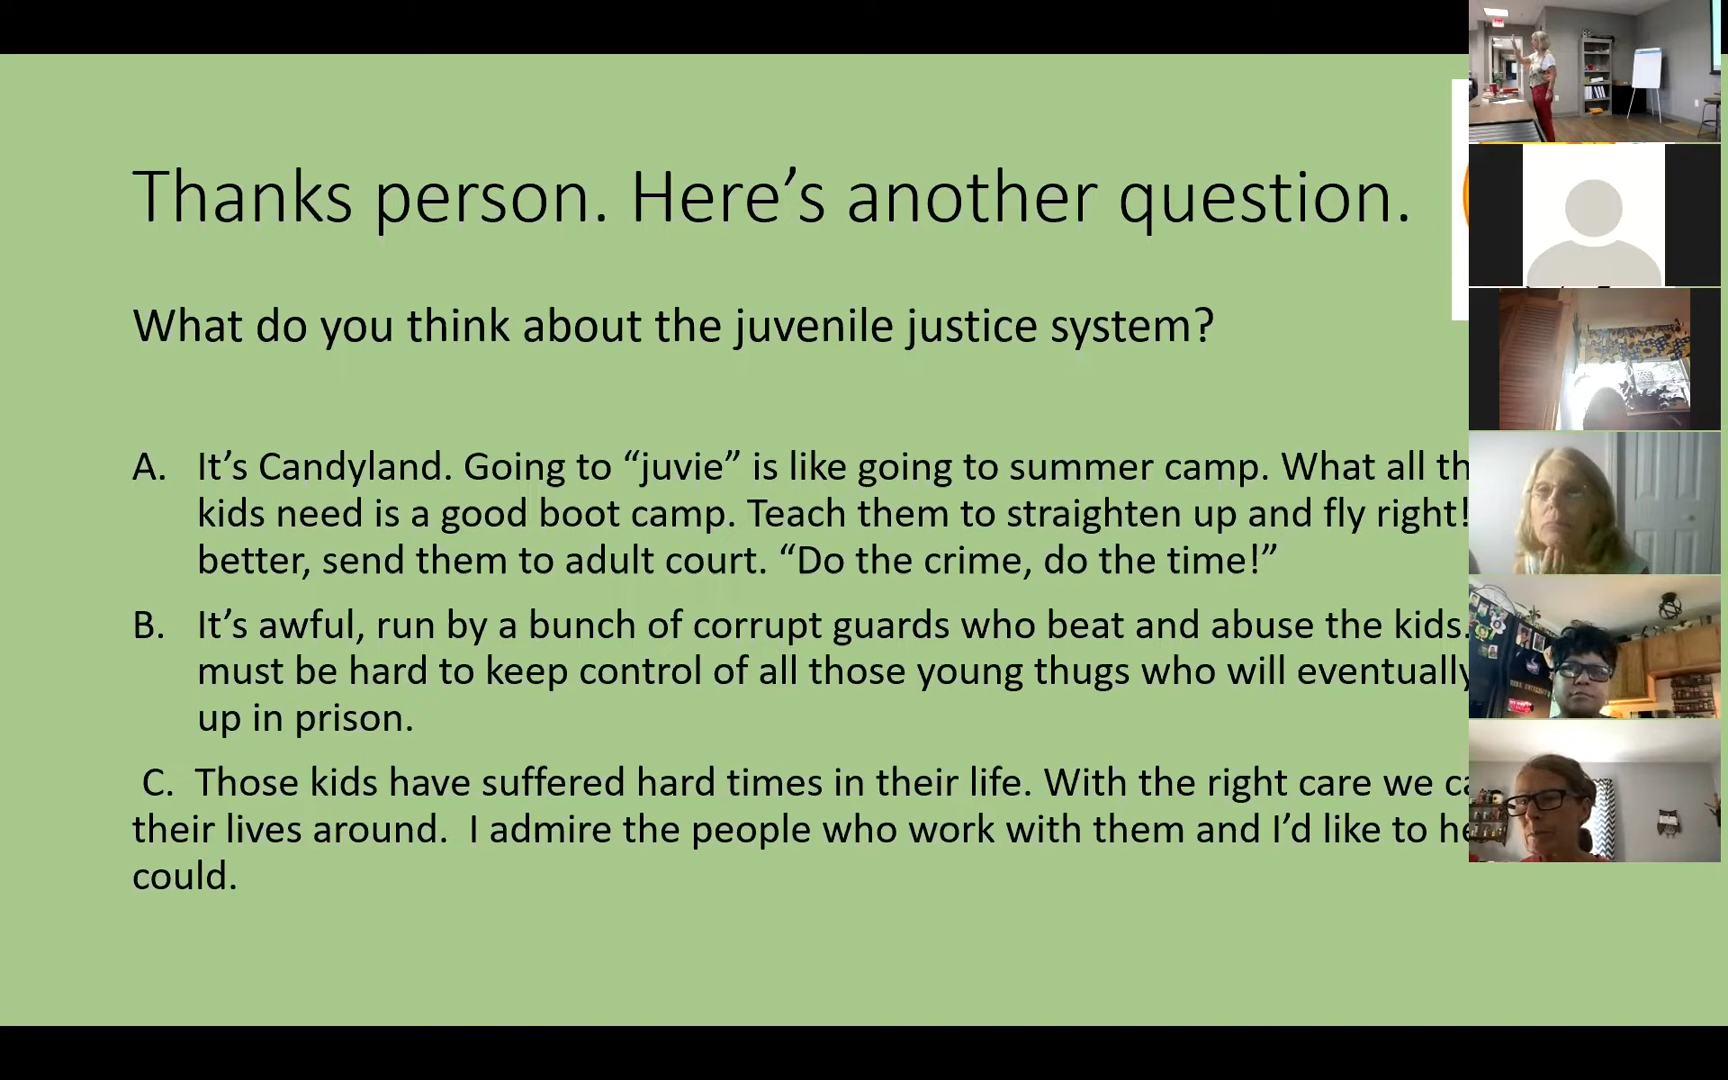 Thanks person. Here’s another question.
What do you think about the juvenile justice system?
A. It’s Candyland. Going to “juvie” is like going to summer camp. What all
kids need is a good boot camp. Teach them to straighten up and fly right!
better, send them to adult court. “Do the crime, do the time!”
B. It’s awful, run by a bunch of corrupt guards who beat and abuse the kids.
must be hard to keep control of all those young thugs who will eventually
up in prison.
C. Those kids have suffered hard times in their life. With the right care we
their lives around. I admire the people who work with them and I’d like to
could.